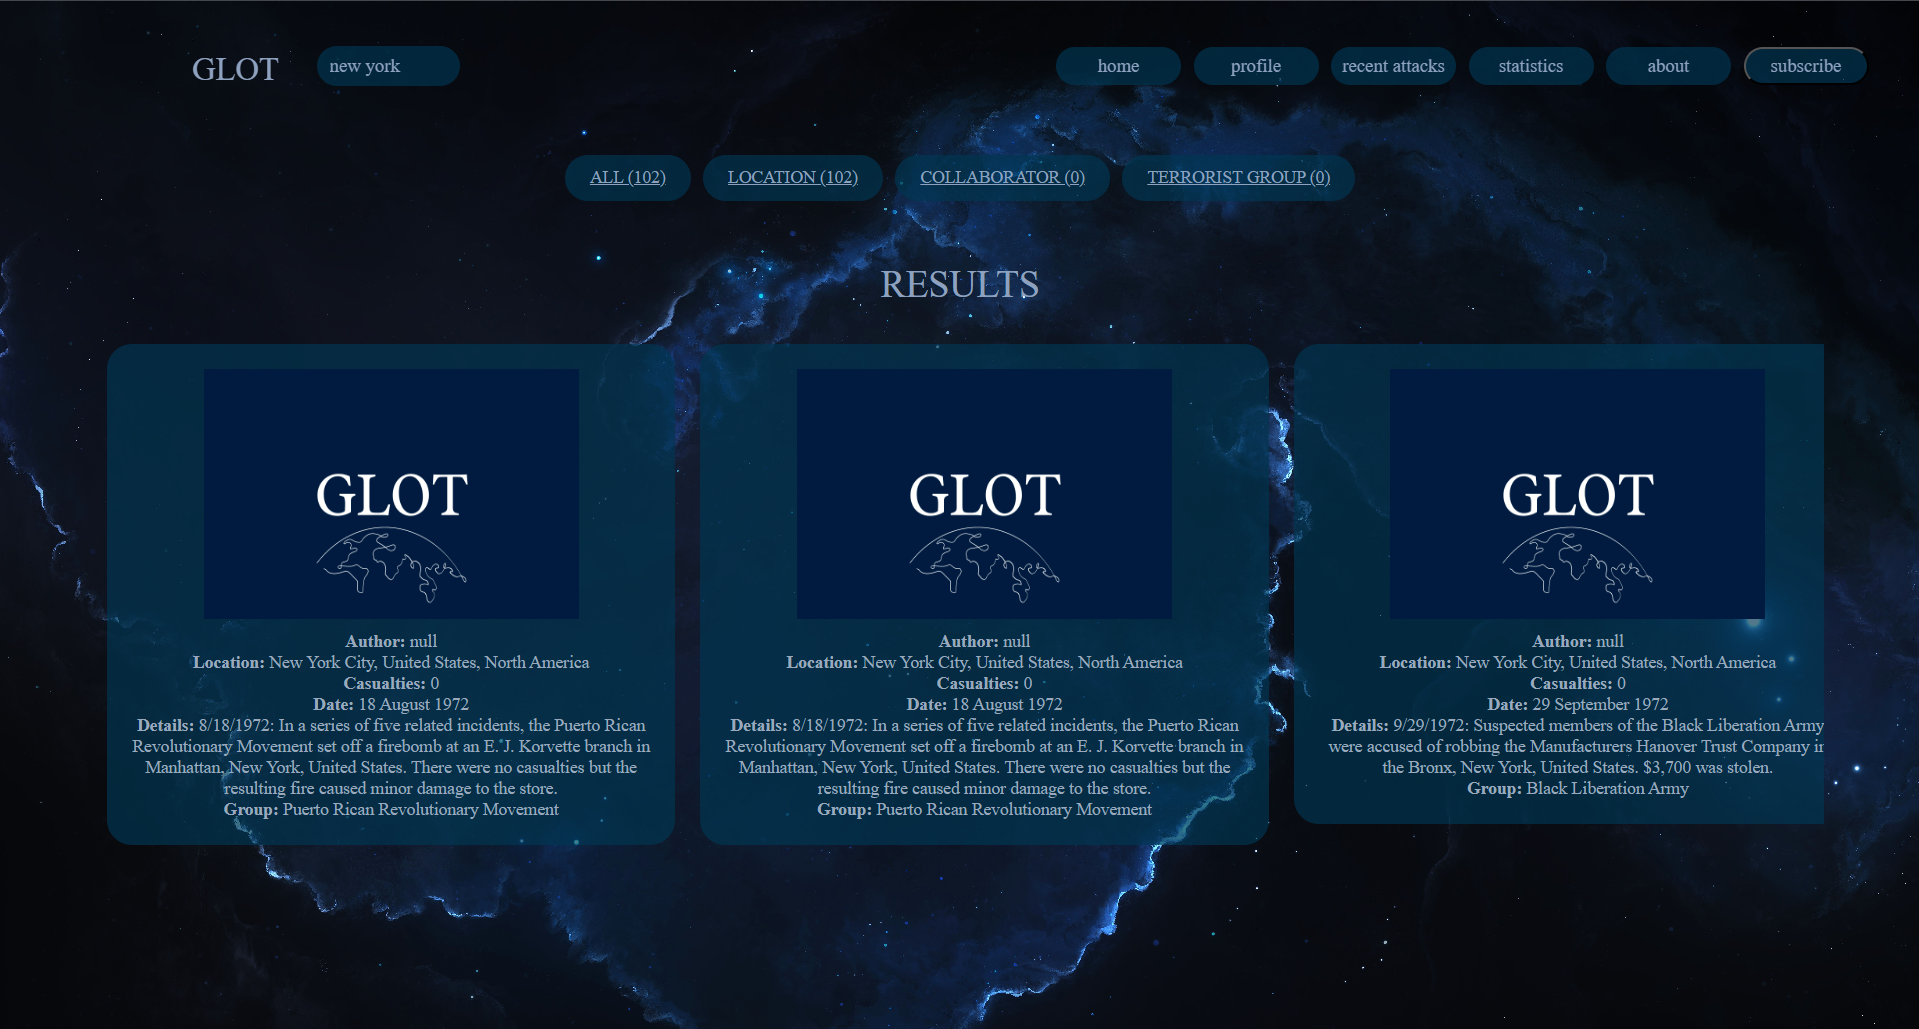 GLOT
new york
home
profile
recent attacks
statistics
about
subscribe
ALL (102)
LOCATION (102)
COLLABORATOR (0)
TERRORIST GROUP (0)
RESULTS
GLOT
Author: null
Location: New York City, United States, North America
Casualties: 0
Date: 18 August 1972
Details: 8/18/1972: In a series of five related incidents, the Puerto Rican
Revolutionary Movement set off a firebomb at an E. J. Korvette branch in
Manhattan, New York, United States. There were no casualties but the
resulting fire caused minor damage to the store.
Group: Puerto Rican Revolutionary Movement
GLOT
Author: null
Location: New York City, United States, North America
Casualties: 0
Date: 18 August 1972
Details: 8/18/1972: In a series of five related incidents, the Puerto Rican
Revolutionary Movement set off a firebomb at an E. J. Korvette branch in
Manhattan, New York, United States. There were no casualties but the
resulting fire caused minor damage to the store.
Group: Puerto Rican Revolutionary Movement
GLOT
Author: null
Location: New York City, United States, North America
Casualties: 0
Date: 29 September 1972
Details: 9/29/1972: Suspected members of the Black Liberation Army
were accused of robbing the Manufacturers Hanover Trust Company in
the Bronx, New York, United States. $3,700 was stolen.
Group: Black Liberation Army